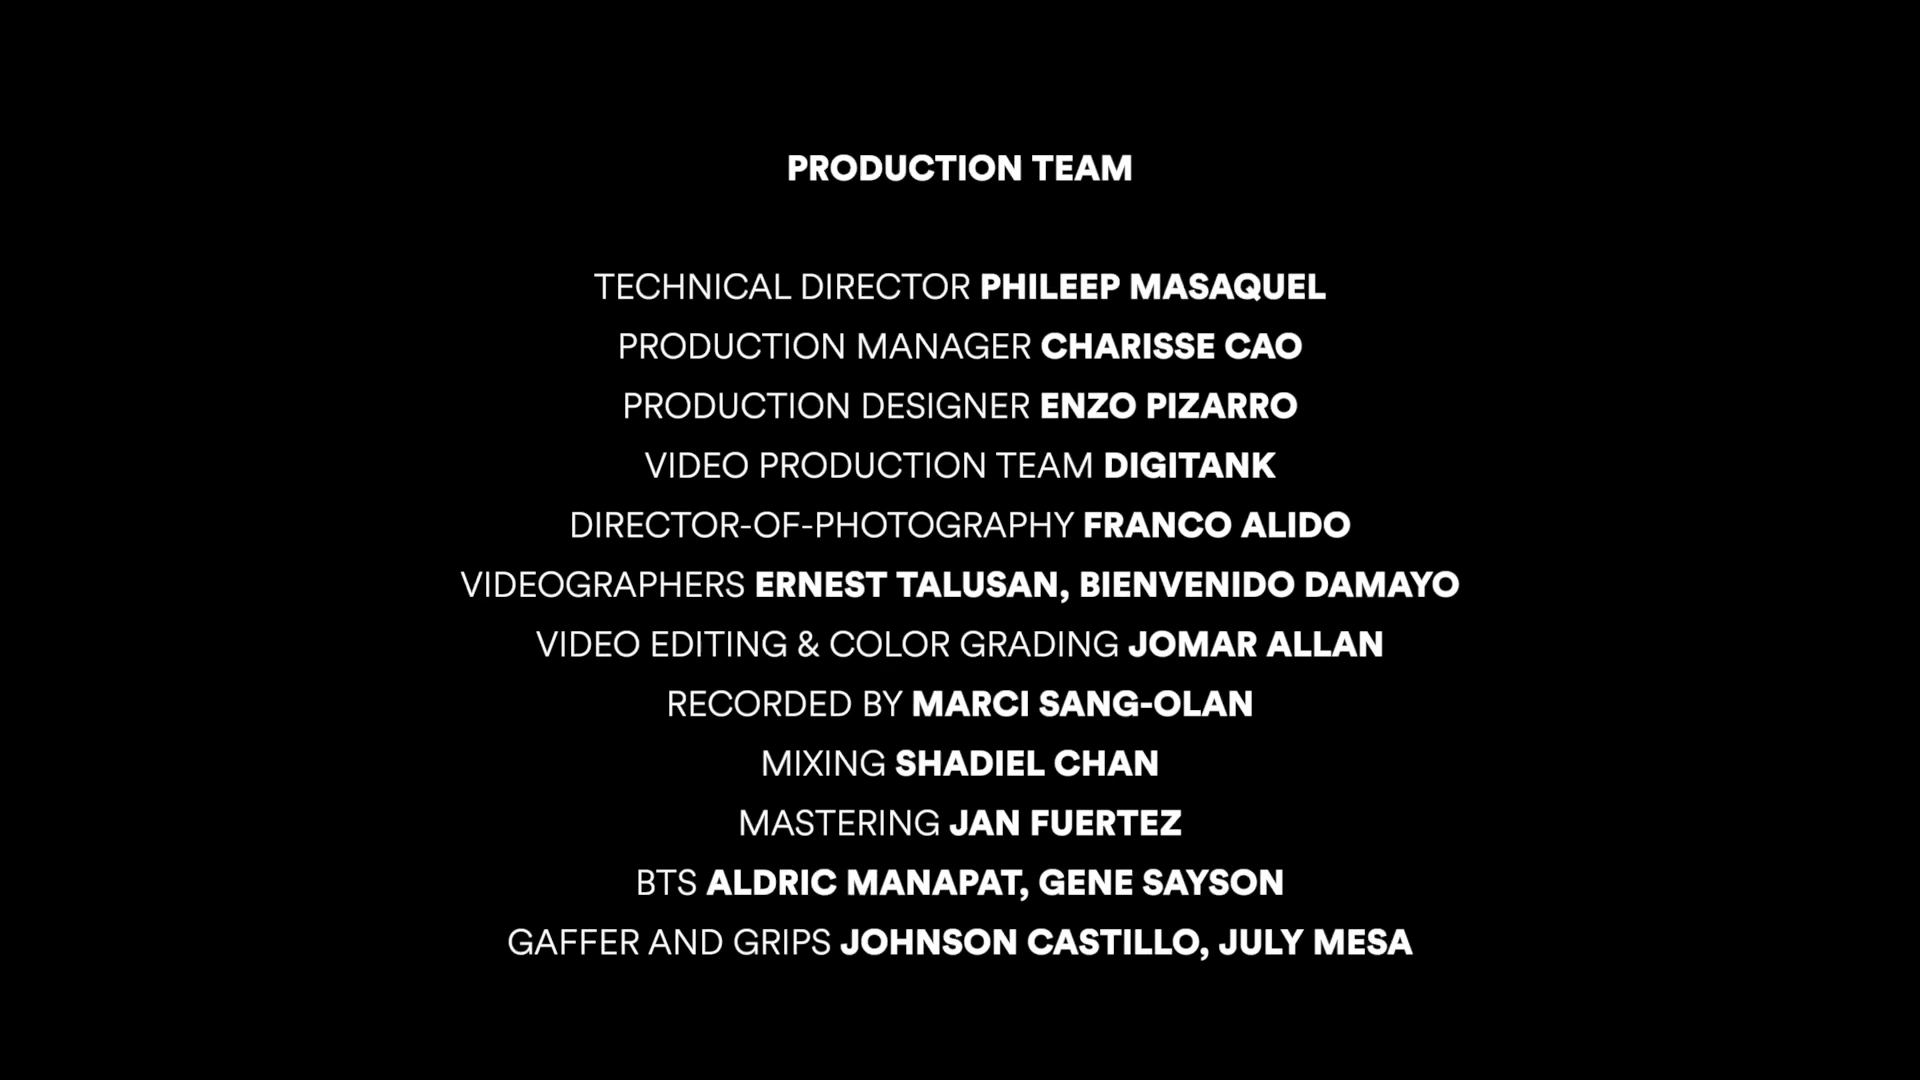 PRODUCTION TEAM
TECHNICAL DIRECTOR PHILEEP MASAQUEL
PRODUCTION MANAGER CHARISSE CAO
PRODUCTION DESIGNER ENZO PIZARRO
VIDEO PRODUCTION TEAM DIGITANK
DIRECTOR-OF-PHOTOGRAPHY FRANCO ALIDO
VIDEOGRAPHERS ERNEST TALUSAN, BIENVENIDO DAMAYO
VIDEO EDITING & COLOR GRADING JOMAR ALLAN
RECORDED BY MARCI SANG-OLAN
MIXING SHADIEL CHAN
MASTERING JAN FUERTEZ
BTS ALDRIC MANAPAT, GENE SAYSON
GAFFER AND GRIPS JOHNSON CASTILLO, JULY MESA